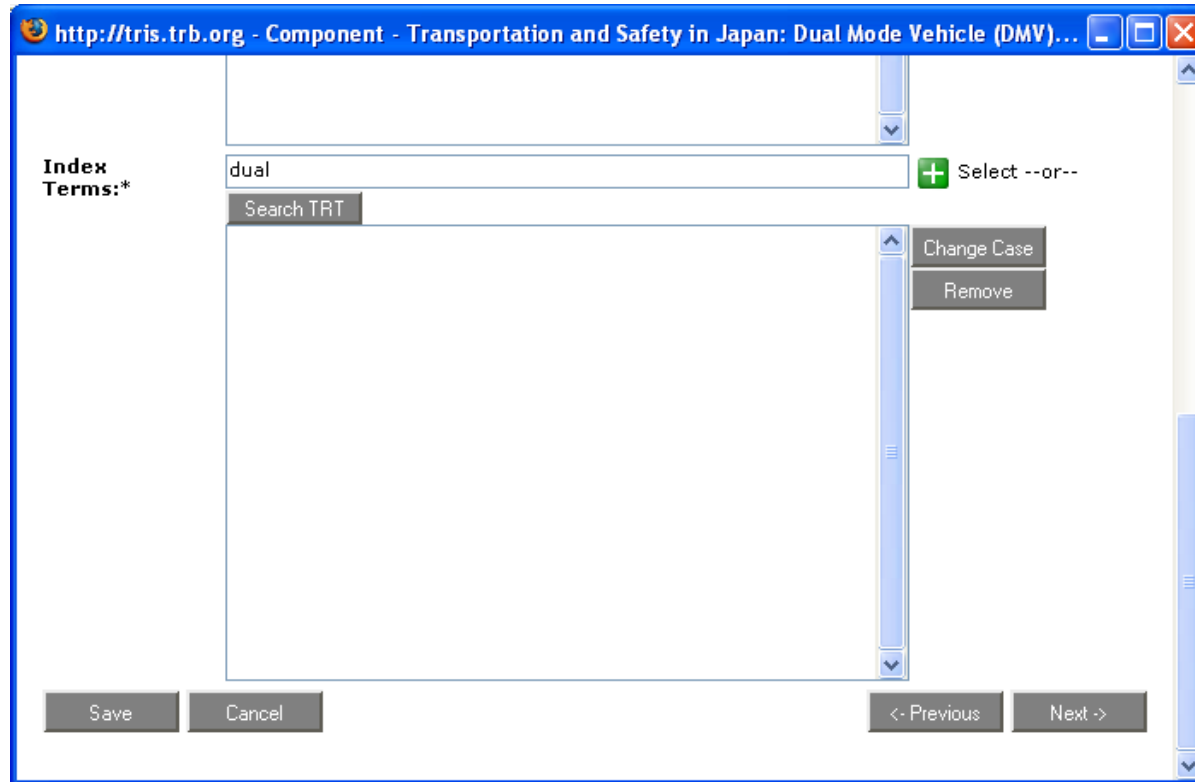 http://tris.trb.org - Component - Transportation and Safety in Japan: Dual Mode Vehicle (DMV)...
Index
Terms:*
dual
Select --or--
Search TRT
Change Case
Remove
Save Cancel <- Previous Next ->